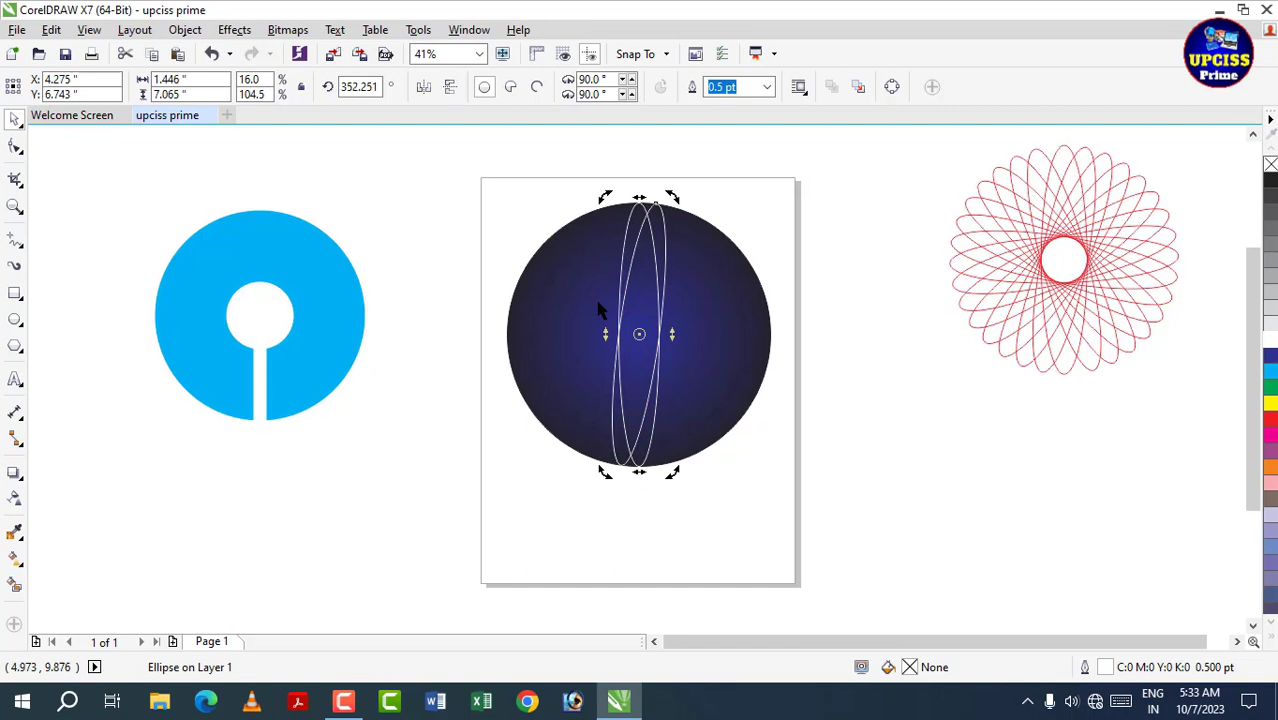 CorelDRAW X7 (64-Bit) - upciss prime
File Edit View Layout Object Effects Bitmaps Text Table Tools Window Help
41% Snap To
UPCISS
Prime
X: 4.275 " 1.446 " 16.0 % 352.251 ° 90.0 ° 0.5 pt
Y: 6.743 " 7.065 " 104.5 % 90.0 °
Welcome Screen upciss prime
1 of 1 Page 1
(4.973 , 9.876 ) Ellipse on Layer 1 None C:0 M:0 Y:0 K:0 0.500 pt
ENG 5:33 AM
IN 10/7/2023